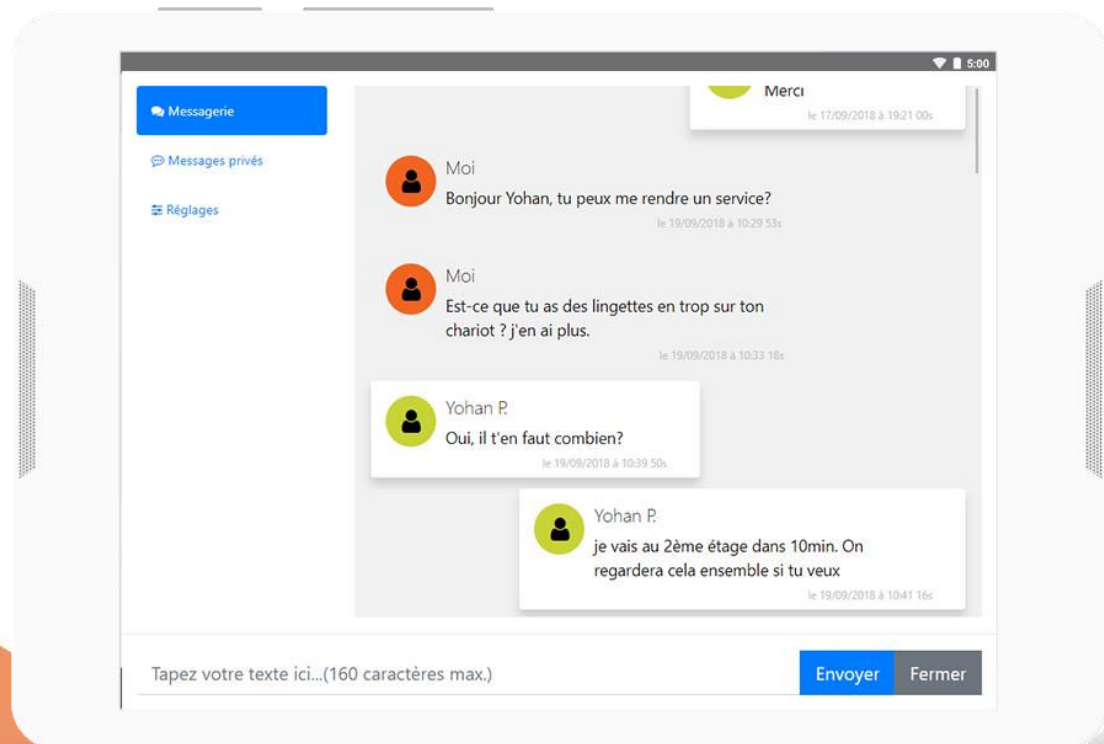 5:00
Messagerie
Messages privés
Réglages
Merci
le 17/09/2018 à 19:21 00s
Moi
Bonjour Yohan, tu peux me rendre un service?
le 19/09/2018 à 10:29 53s
Moi
Est-ce que tu as des lingettes en trop sur ton
chariot ? j'en ai plus.
le 19/09/2018 à 10:33 18s
Yohan P.
Oui, il t'en faut combien?
le 19/09/2018 à 10:39 50s
Yohan P.
je vais au 2ème étage dans 10min. On
regardera cela ensemble si tu veux
le 19/09/2018 à 10:41 16s
Tapez votre texte ici...(160 caractères max.)
Envoyer
Fermer